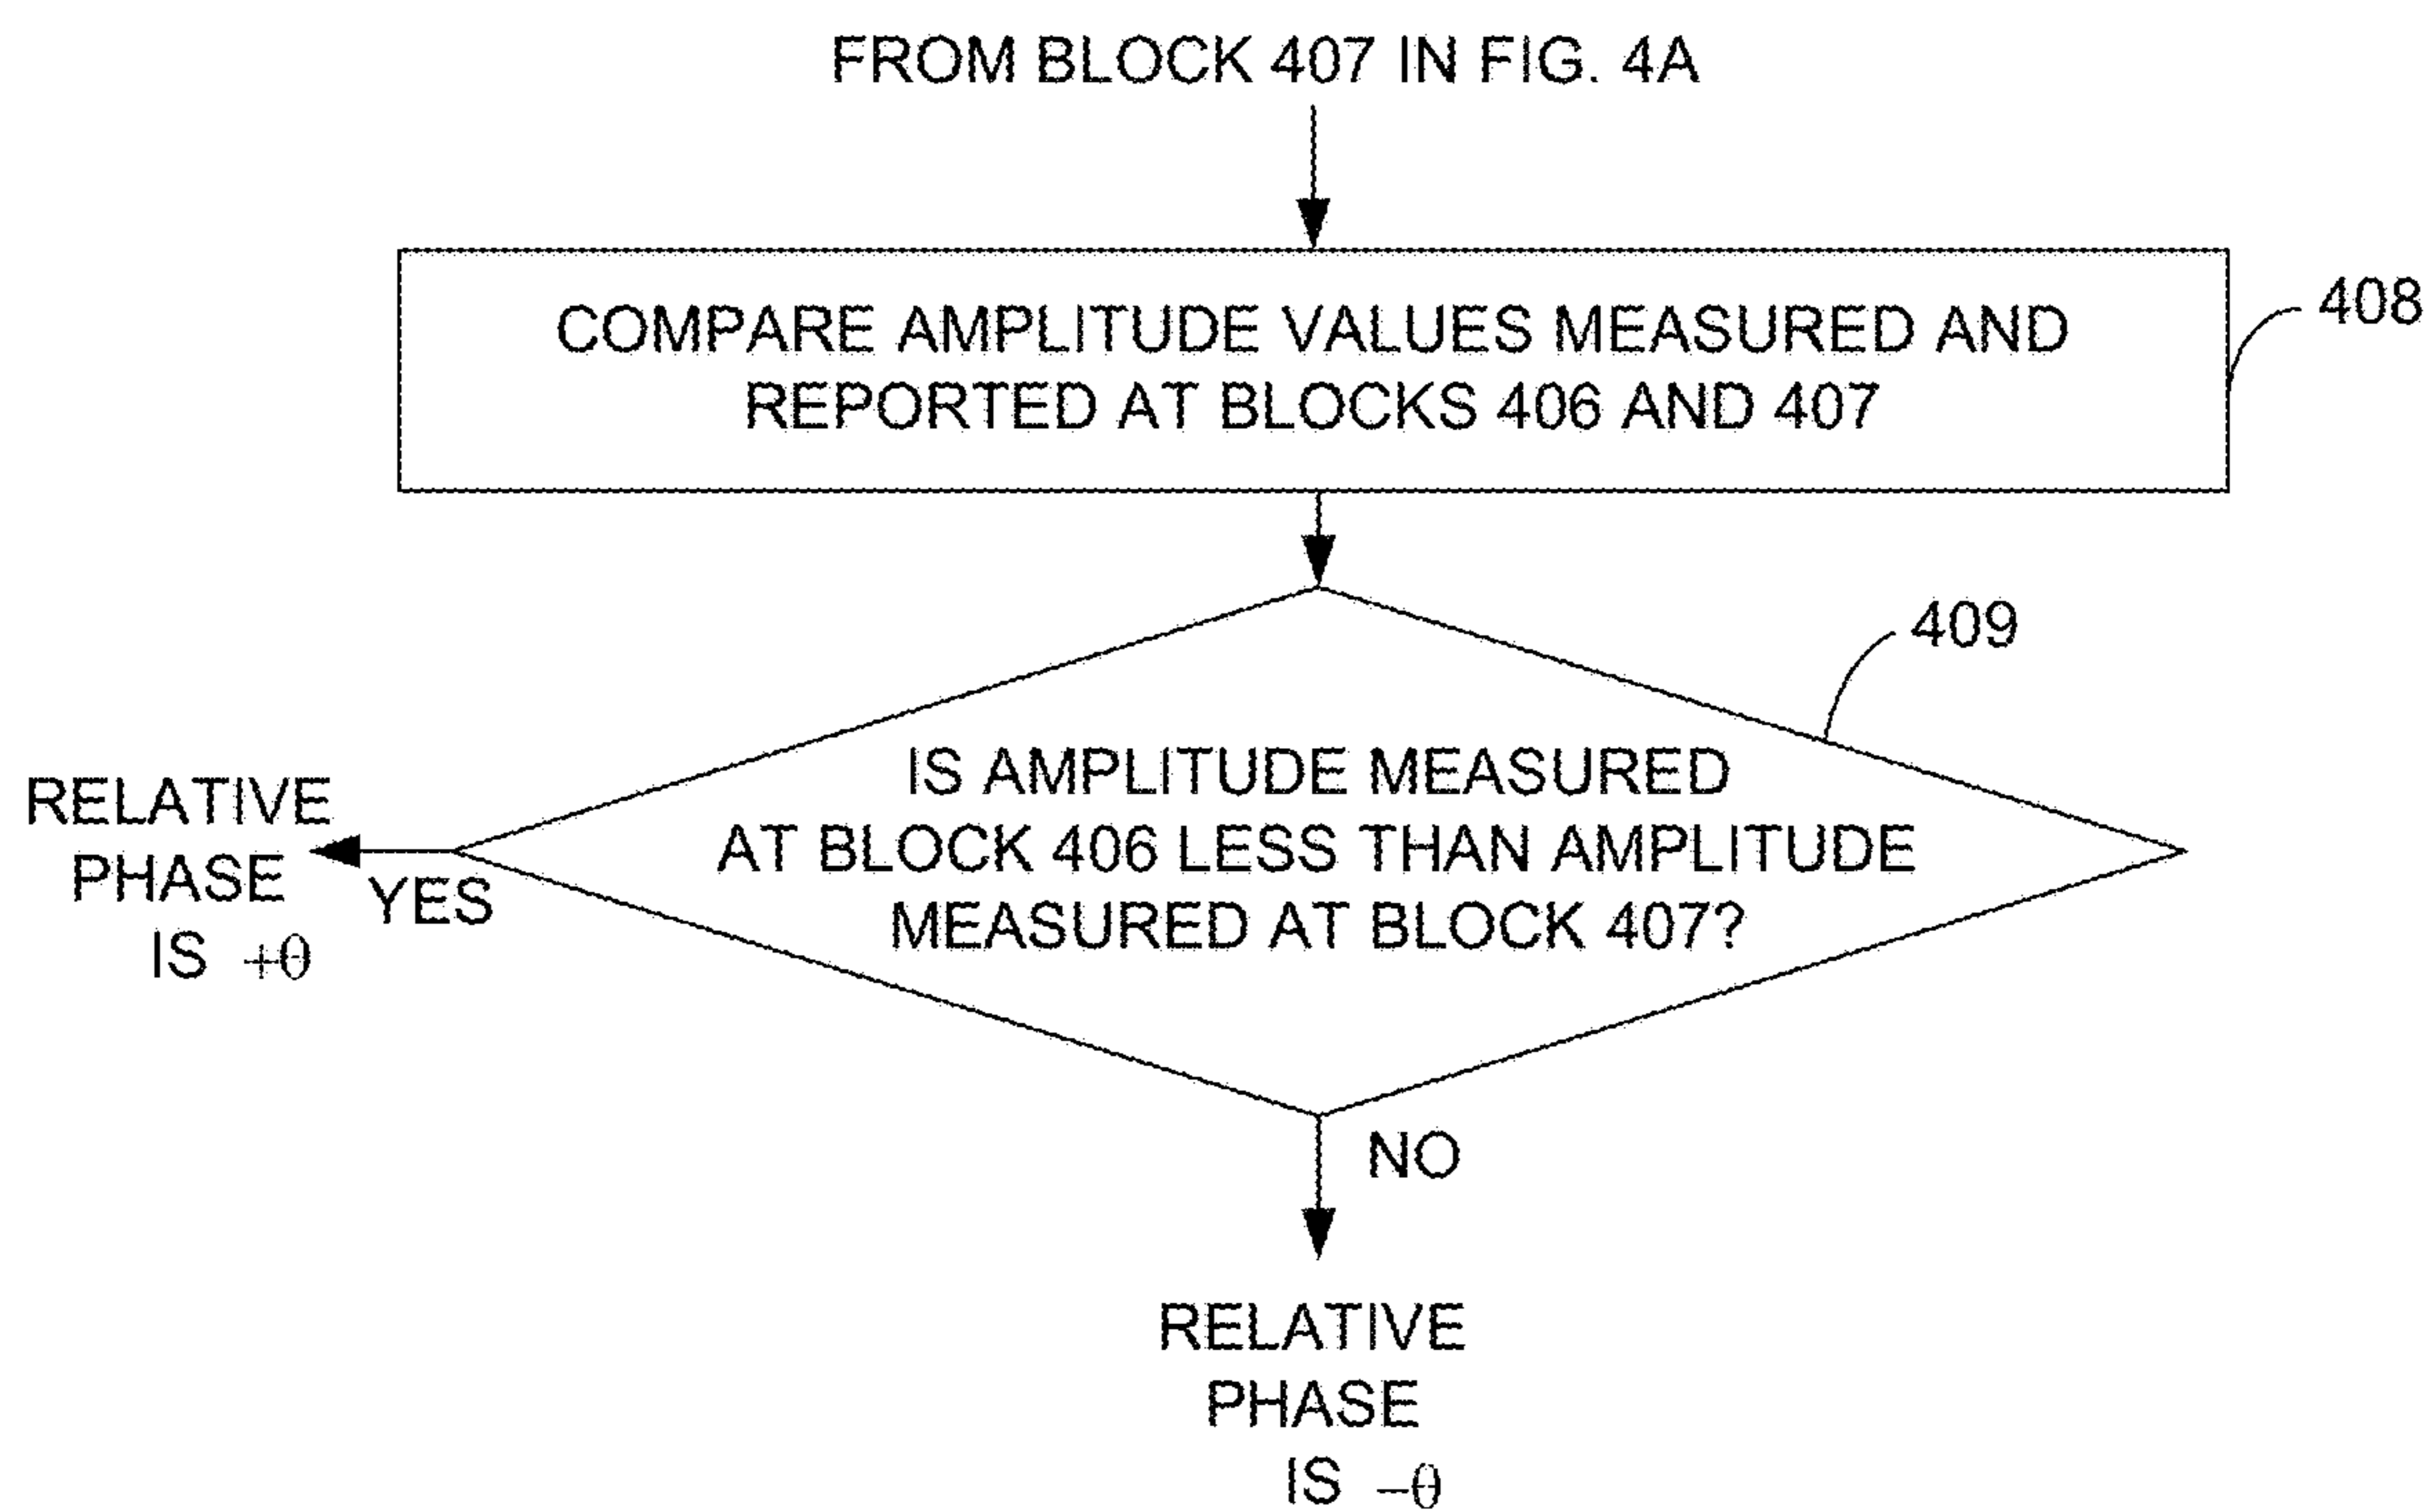 FROM BLOCK 407 IN FIG. 4A
COMPARE AMPLITUDE VALUES MEASURED AND
REPORTED AT BLOCKS 406 AND 407
408
409
IS AMPLITUDE MEASURED
AT BLOCK 406 LESS THAN AMPLITUDE
MEASURED AT BLOCK 407?
RELATIVE
PHASE
IS +θ
YES
NO
RELATIVE
PHASE
IS –θ